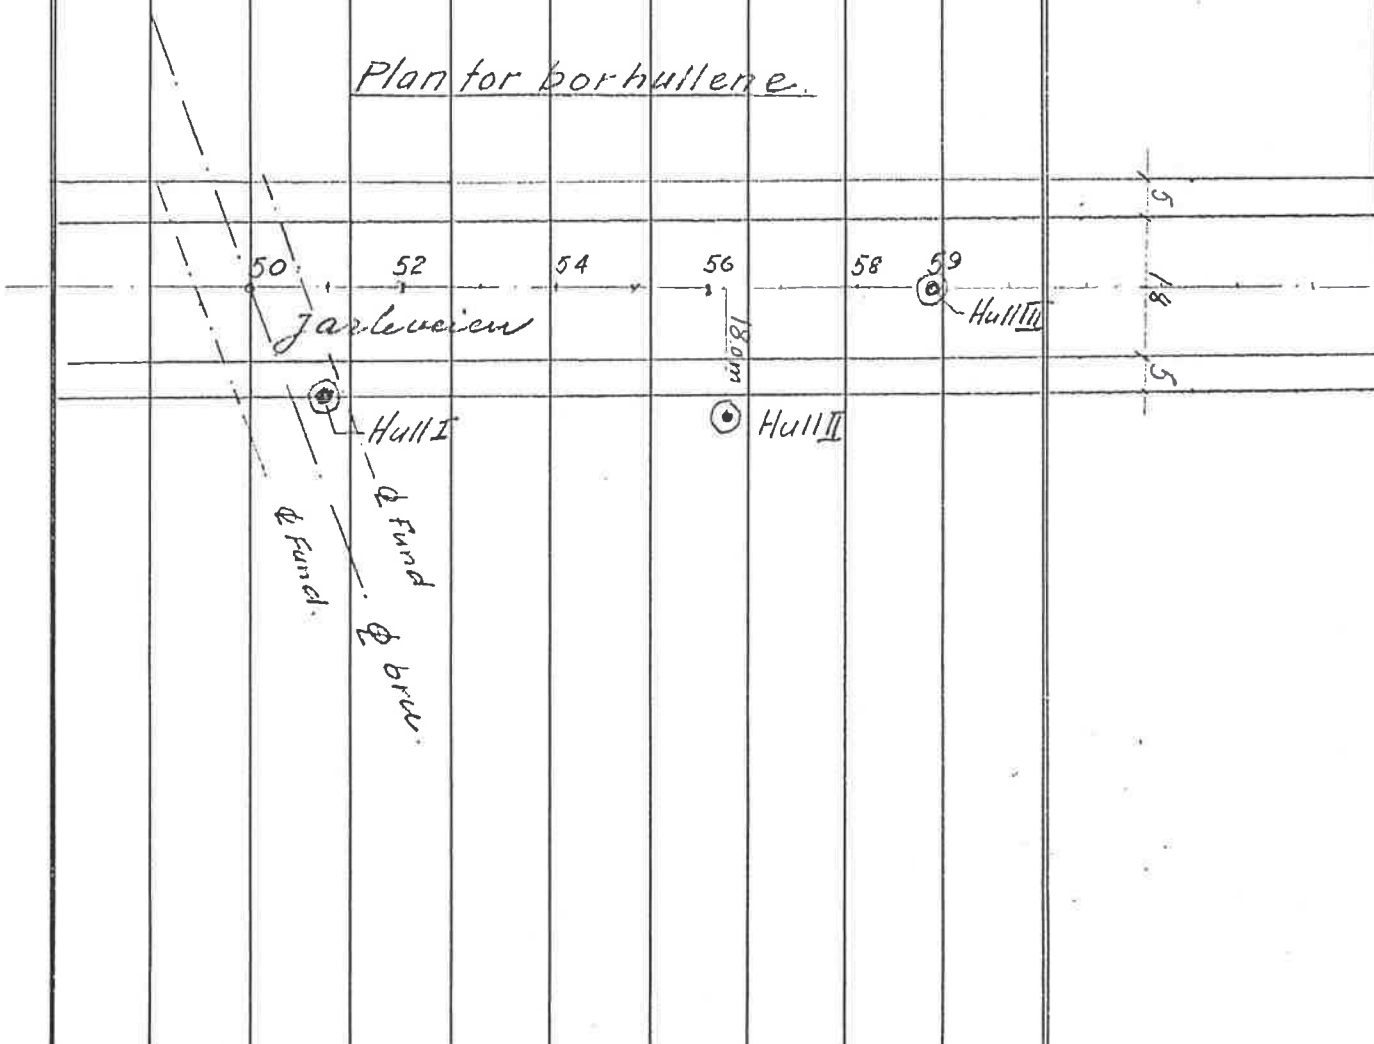 Plan for borhullene.
5
50 52 54 56 58 59
18
Hull III
Jarleveien
18.0 m
5
Hull I
Hull II
℄ Fund.
℄ Fund
℄ bru.